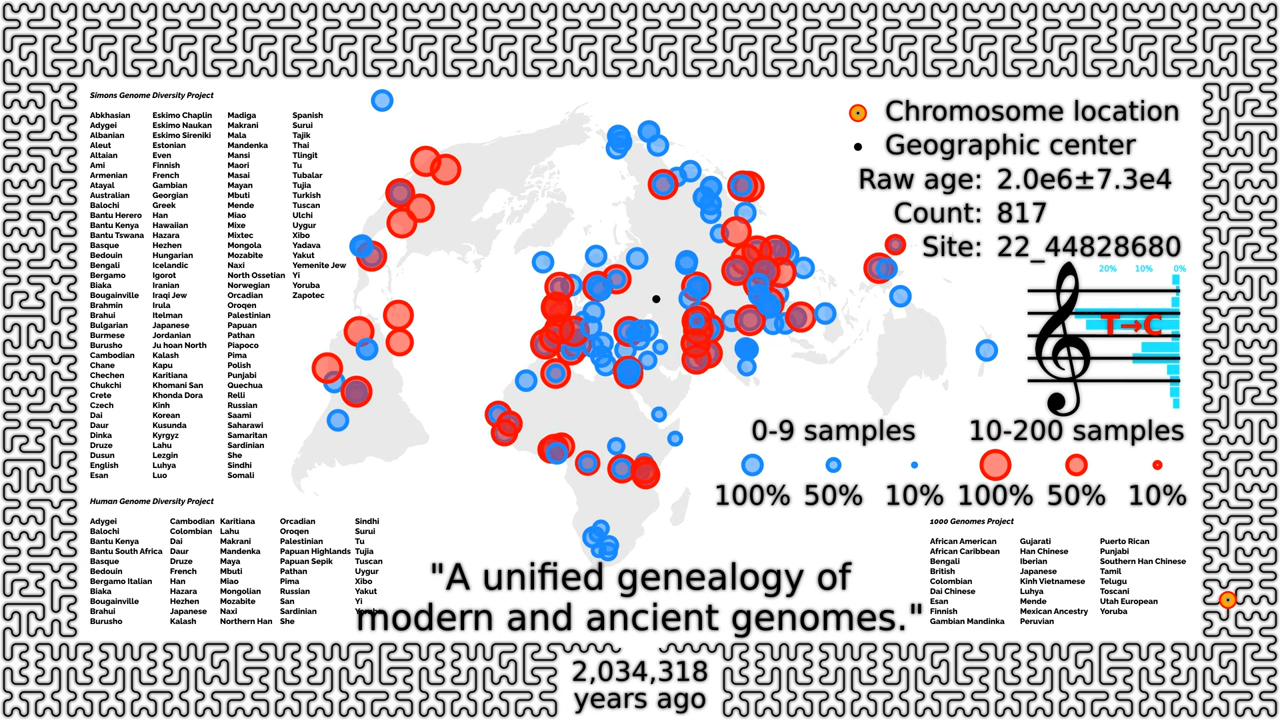 Simons Genome Diversity Project
Abkhasian Eskimo Chaplin Madiga Spanish
Adygei Eskimo Naukan Makrani Surui
Albanian Eskimo Sireniki Mala Tajik
Aleut Estonian Mandenka Thai
Altaian Even Mansi Tlingit
Ami Finnish Maori Tu
Armenian French Masai Tubalar
Atayal Gambian Mayan Tujia
Australian Georgian Mbuti Turkish
Balochi Greek Mende Tuscan
Bantu Herero Han Miao Ulchi
Bantu Kenya Hawaiian Mixe Uygur
Bantu Tswana Hazara Mixtec Xibo
Basque Hezhen Mongola Yadava
Bedouin Hungarian Mozabite Yakut
Bengali Icelandic Naxi Yemenite Jew
Bergamo Igorot North Ossetian Yi
Biaka Iranian Norwegian Yoruba
Bougainville Iraqi Jew Orcadian Zapotec
Brahmin Irula Oroqen
Brahui Itelman Palestinian
Bulgarian Japanese Papuan
Burmese Jordanian Pathan
Burusho Ju hoan North Piapoco
Cambodian Kalash Pima
Chane Kapu Polish
Chechen Karitiana Punjabi
Chukchi Khomani San Quechua
Crete Khonda Dora Relli
Czech Kinh Russian
Dai Korean Saami
Daur Kusunda Saharawi
Dinka Kyrgyz Samaritan
Druze Lahu Sardinian
Dusun Lezgin She
English Luhya Sindhi
Esan Luo Somali
Chromosome location
Geographic center
Raw age: 2.0e6±7.3e4
Count: 817
Site: 22_44828680
20% 10% 0%
T→C
0-9 samples 10-200 samples
100% 50% 10% 100% 50% 10%
Human Genome Diversity Project
Adygei Cambodian Karitiana Orcadian Sindhi
Balochi Colombian Lahu Oroqen Surui
Bantu Kenya Dai Makrani Palestinian Tu
Bantu South Africa Daur Mandenka Papuan Highlands Tujia
Basque Druze Maya Papuan Sepik Tuscan
Bedouin French Mbuti Pathan Uygur
Bergamo Italian Han Miao Pima Xibo
Biaka Hazara Mongolian Russian Yakut
Bougainville Hezhen Mozabite San Yi
Brahui Japanese Naxi Sardinian Yoruba
Burusho Kalash Northern Han She
1000 Genomes Project
African American Gujarati Puerto Rican
African Caribbean Han Chinese Punjabi
Bengali Iberian Southern Han Chinese
British Japanese Tamil
Colombian Kinh Vietnamese Telugu
Dai Chinese Luhya Toscani
Esan Mende Utah European
Finnish Mexican Ancestry Yoruba
Gambian Mandinka Peruvian
"A unified genealogy of
modern and ancient genomes."
2,034,318
years ago